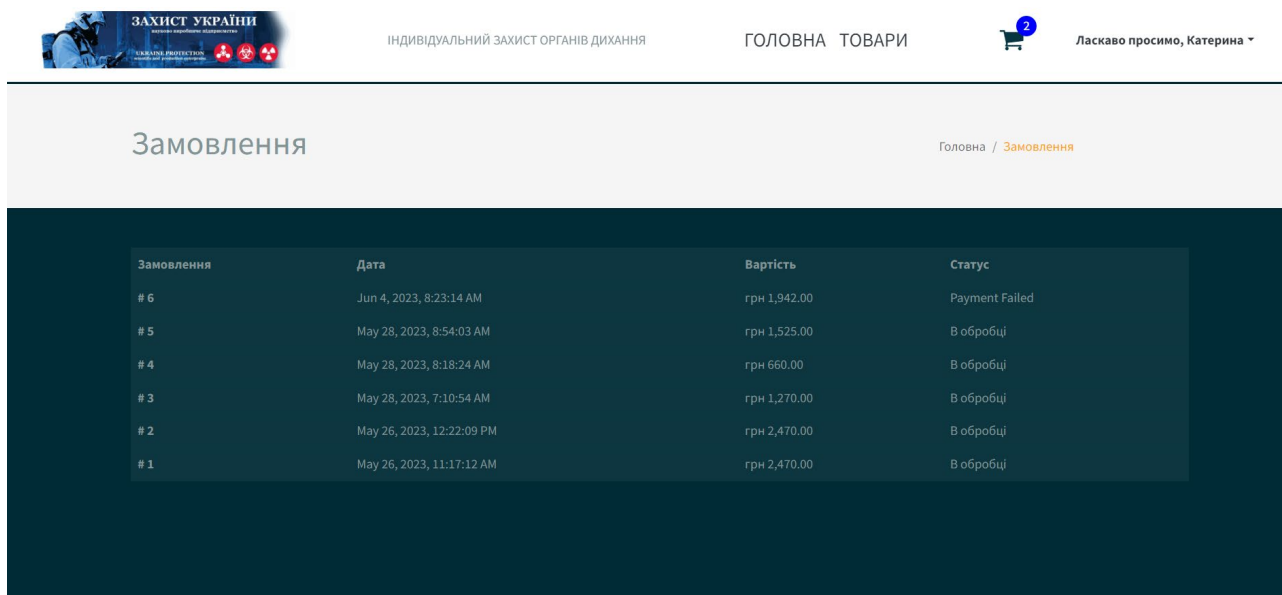 ЗАХИСТ УКРАЇНИ
науково виробниче підприємство
UKRAINE PROTECTION
ІНДИВІДУАЛЬНИЙ ЗАХИСТ ОРГАНІВ ДИХАННЯ
ГОЛОВНА ТОВАРИ
2
Ласкаво просимо, Катерина
Замовлення
Головна / Замовлення
Замовлення Дата Вартість Статус
# 6 Jun 4, 2023, 8:23:14 AM грн 1,942.00 Payment Failed
# 5 May 28, 2023, 8:54:03 AM грн 1,525.00 В обробці
# 4 May 28, 2023, 8:18:24 AM грн 660.00 В обробці
# 3 May 28, 2023, 7:10:54 AM грн 1,270.00 В обробці
# 2 May 26, 2023, 12:22:09 PM грн 2,470.00 В обробці
# 1 May 26, 2023, 11:17:12 AM грн 2,470.00 В обробці